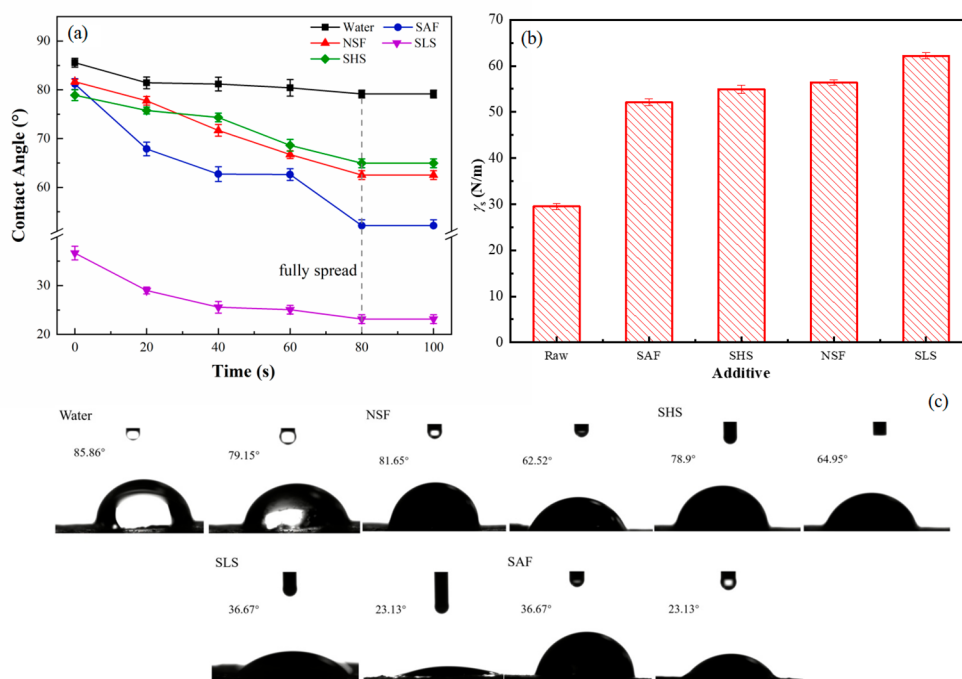 (a)
Water
SAF
NSF
SLS
SHS
Contact Angle (°)
90
80
70
60
30
20
fully spread
0
20
40
60
80
100
Time (s)
(b)
γs (N/m)
70
60
50
40
30
20
10
0
Raw
SAF
SHS
NSF
SLS
Additive
(c)
Water
NSF
SHS
85.86°
79.15°
81.65°
62.52°
78.9°
64.95°
SLS
SAF
36.67°
23.13°
36.67°
23.13°